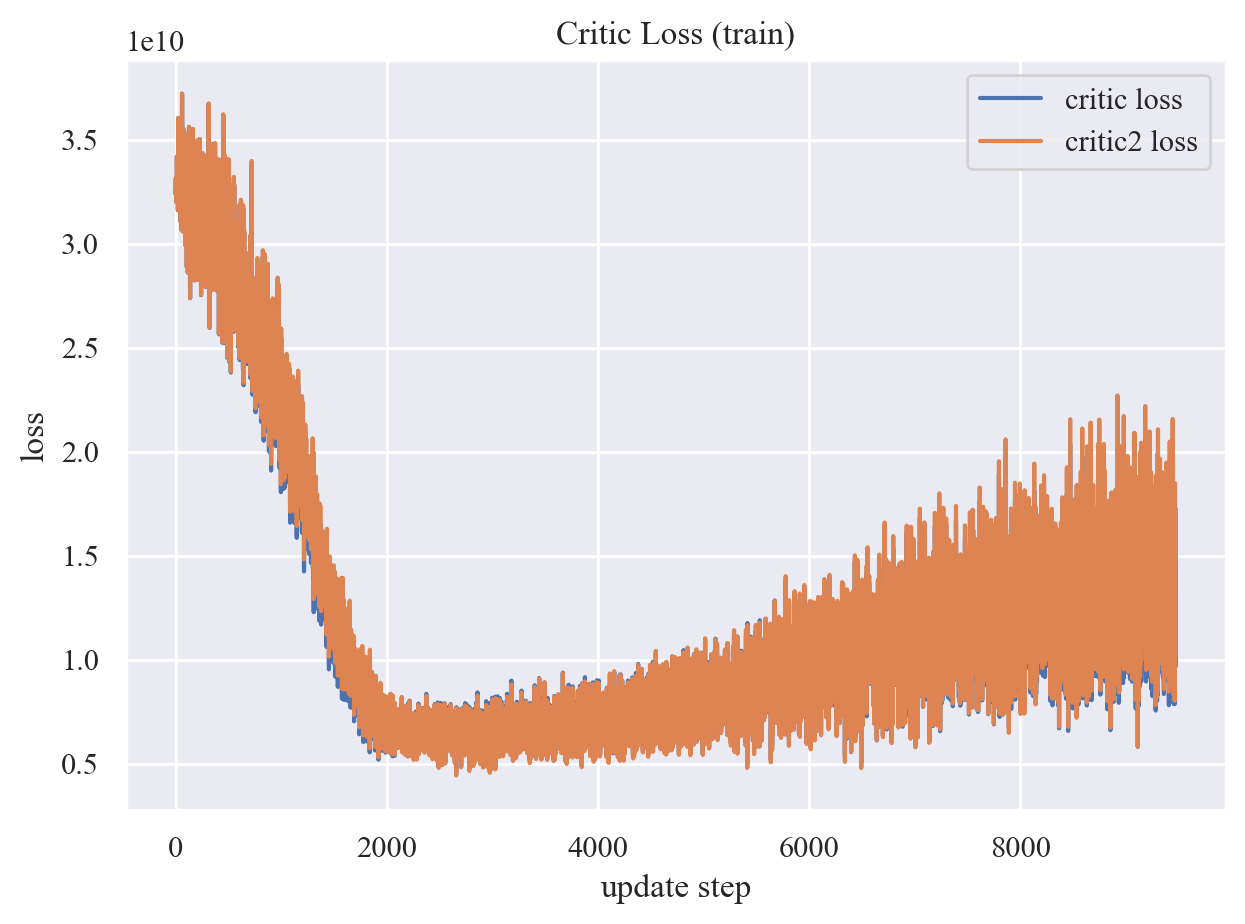 Critic Loss (train)
1e10
critic loss
critic2 loss
3.5
3.0
2.5
2.0
1.5
1.0
0.5
loss
0 2000 4000 6000 8000
update step